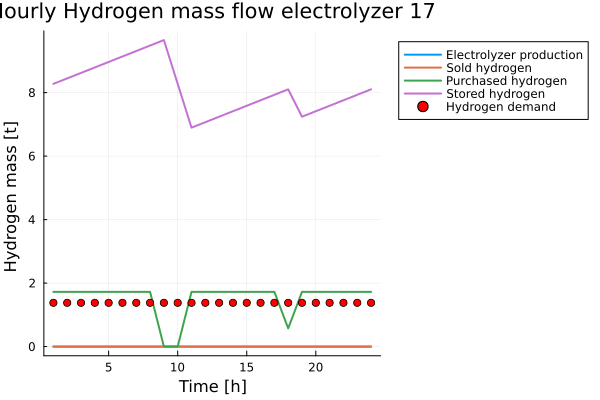 Hourly Hydrogen mass flow electrolyzer 17
Electrolyzer production
Sold hydrogen
Purchased hydrogen
Stored hydrogen
Hydrogen demand
Hydrogen mass [t]
8
6
4
2
0
5
10
15
20
Time [h]